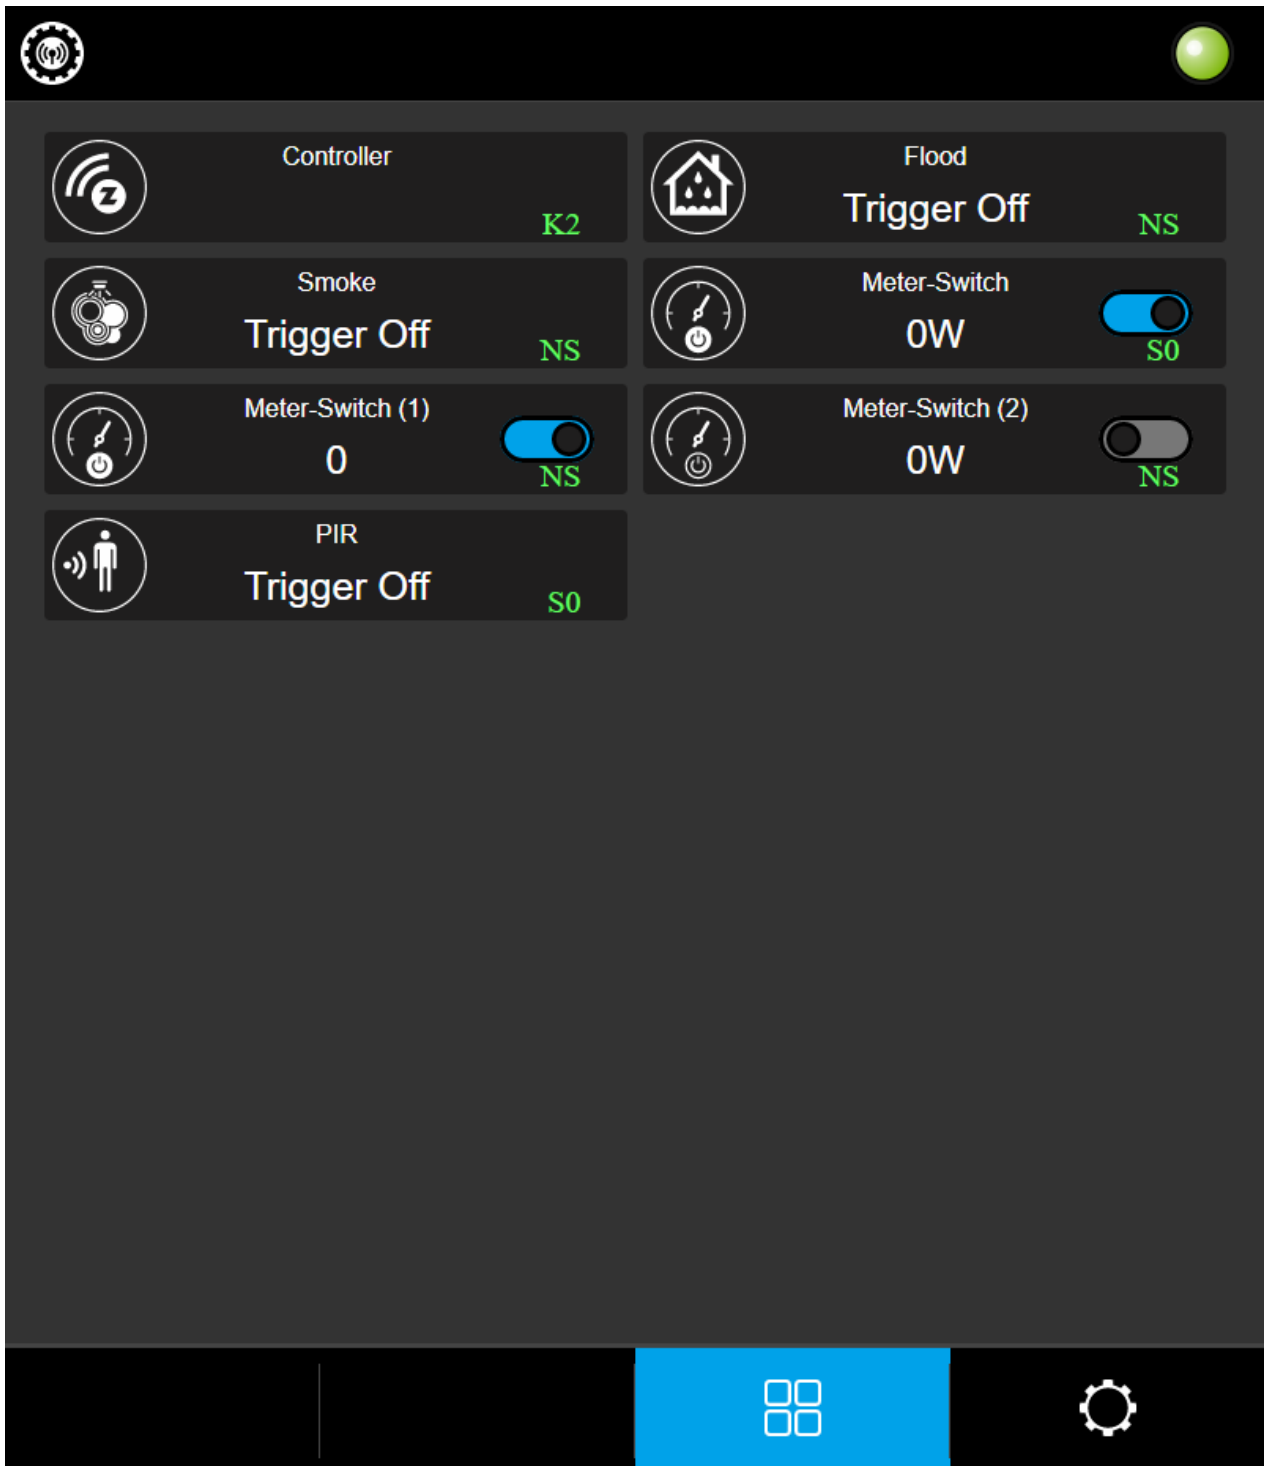 Controller
K2
Flood
Trigger Off
NS
Smoke
Trigger Off
NS
Meter-Switch
0W
S0
Meter-Switch (1)
0
NS
Meter-Switch (2)
0W
NS
PIR
Trigger Off
S0